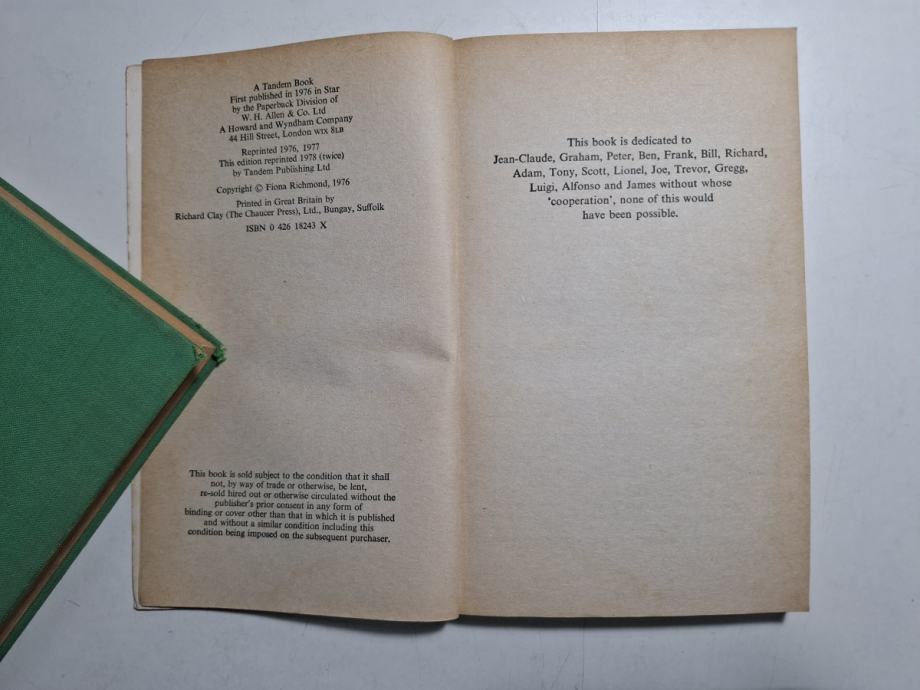 A Tandem Book
First published in 1976 in Star
by the Paperback Division of
W. H. Allen & Co. Ltd
A Howard and Wyndham Company
44 Hill Street, London W1X 8LB
Reprinted 1976, 1977
This edition reprinted 1978 (twice)
by Tandem Publishing Ltd
Copyright © Fiona Richmond, 1976
Printed in Great Britain by
Richard Clay (The Chaucer Press), Ltd., Bungay, Suffolk
ISBN 0 426 18243 X
This book is sold subject to the condition that it shall
not, by way of trade or otherwise, be lent,
re-sold hired out or otherwise circulated without the
publisher's prior consent in any form of
binding or cover other than that in which it is published
and without a similar condition including this
condition being imposed on the subsequent purchaser.
This book is dedicated to
Jean-Claude, Graham, Peter, Ben, Frank, Bill, Richard,
Adam, Tony, Scott, Lionel, Joe, Trevor, Gregg,
Luigi, Alfonso and James without whose
‘cooperation’, none of this would
have been possible.